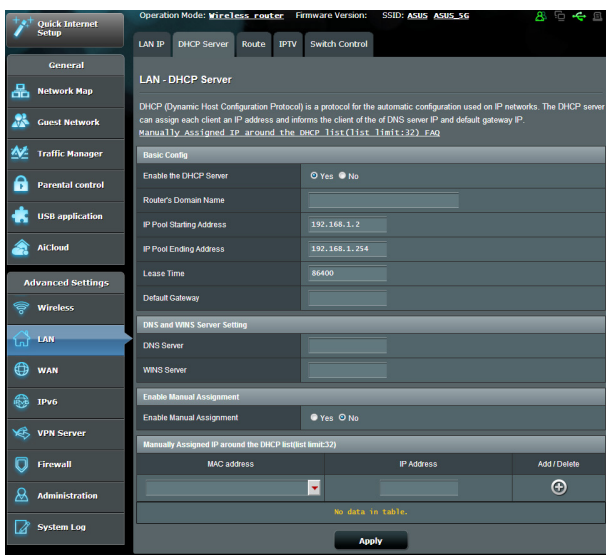 Quick Internet
Setup
General
Network Map
Guest Network
Traffic Manager
Parental control
USB application
AiCloud
Advanced Settings
Wireless
LAN
WAN
IPv6
VPN Server
Firewall
Administration
System Log
Operation Mode: Wireless router Firmware Version: SSID: ASUS ASUS_5G
LAN IP DHCP Server Route IPTV Switch Control
LAN - DHCP Server
DHCP (Dynamic Host Configuration Protocol) is a protocol for the automatic configuration used on IP networks. The DHCP server
can assign each client an IP address and informs the client of the of DNS server IP and default gateway
IP.
Manually Assigned IP around the DHCP list(list limit:32) FAQ
Basic Config
Enable the DHCP Server Yes No
Router's Domain Name
IP Pool Starting Address 192.168.1.2
IP Pool Ending Address 192.168.1.254
Lease Time 86400
Default Gateway
DNS and WINS Server Setting
DNS Server
WINS Server
Enable Manual Assignment
Enable Manual Assignment Yes No
Manually Assigned IP around the DHCP list(list limit:32)
MAC address IP Address Add / Delete
No data in table.
Apply